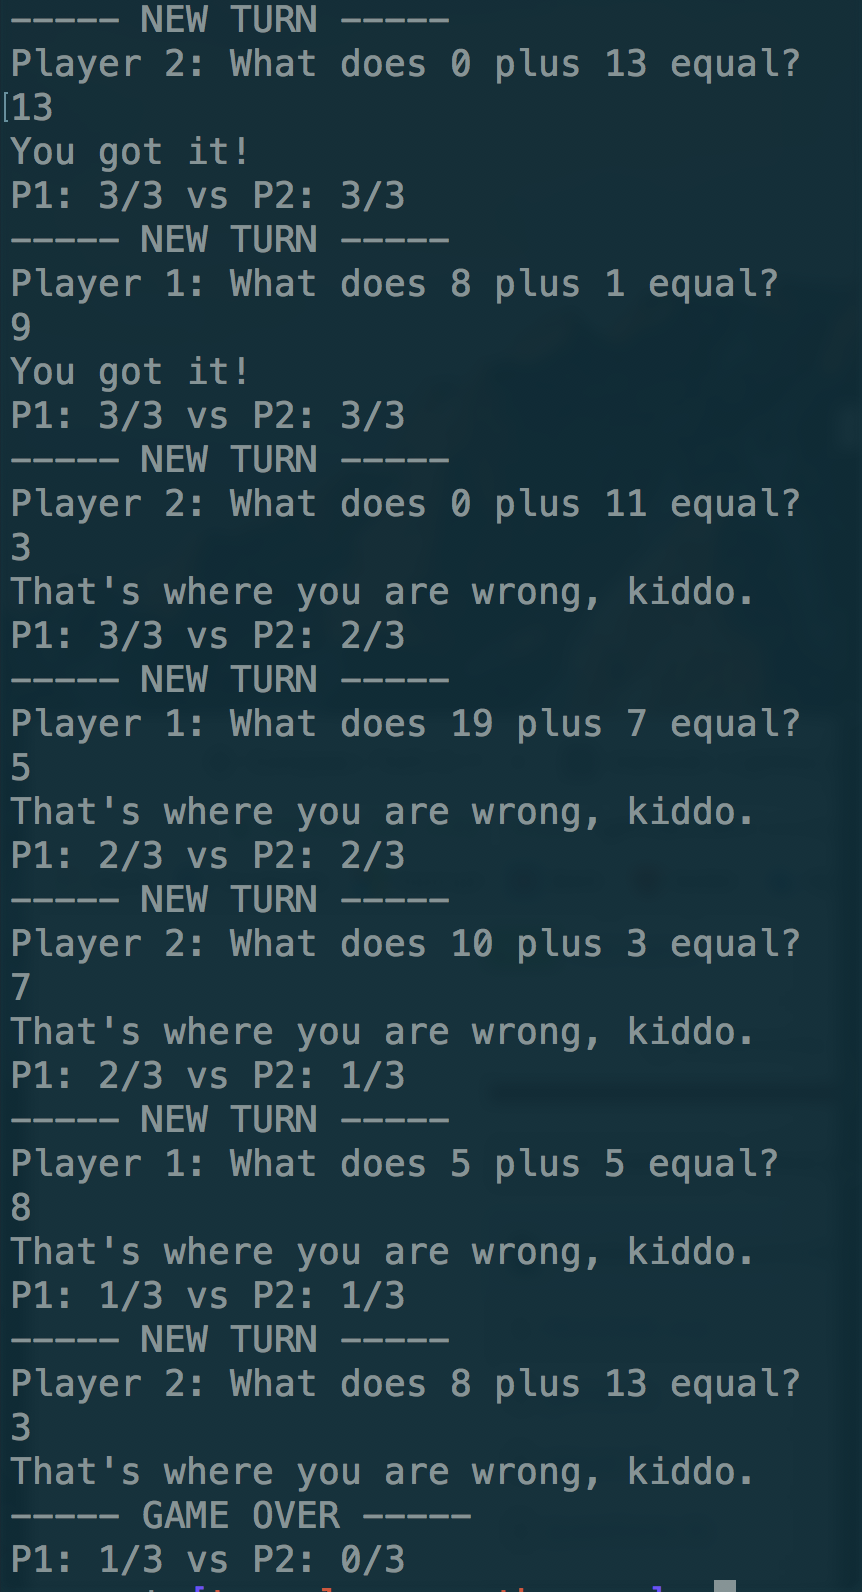 ----- NEW TURN -----
Player 2: What does 0 plus 13 equal?
[13
You got it!
P1: 3/3 vs P2: 3/3
----- NEW TURN -----
Player 1: What does 8 plus 1 equal?
9
You got it!
P1: 3/3 vs P2: 3/3
----- NEW TURN -----
Player 2: What does 0 plus 11 equal?
3
That's where you are wrong, kiddo.
P1: 3/3 vs P2: 2/3
----- NEW TURN -----
Player 1: What does 19 plus 7 equal?
5
That's where you are wrong, kiddo.
P1: 2/3 vs P2: 2/3
----- NEW TURN -----
Player 2: What does 10 plus 3 equal?
7
That's where you are wrong, kiddo.
P1: 2/3 vs P2: 1/3
----- NEW TURN -----
Player 1: What does 5 plus 5 equal?
8
That's where you are wrong, kiddo.
P1: 1/3 vs P2: 1/3
----- NEW TURN -----
Player 2: What does 8 plus 13 equal?
3
That's where you are wrong, kiddo.
----- GAME OVER -----
P1: 1/3 vs P2: 0/3